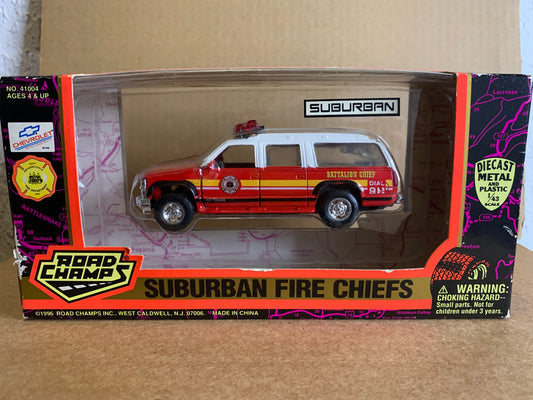 NO. 41004
AGES 4 & UP
CHEVROLET
SUBURBAN
BATTALION CHIEF
DIAL
911
DIECAST
METAL
AND
PLASTIC
1/43
SCALE
ROAD
CHAMPS
SUBURBAN FIRE CHIEFS
©1996 ROAD CHAMPS INC., WEST CALDWELL, N.J. 07006. MADE IN CHINA
WARNING:
CHOKING HAZARD--
Small parts. Not for
children under 3 years.